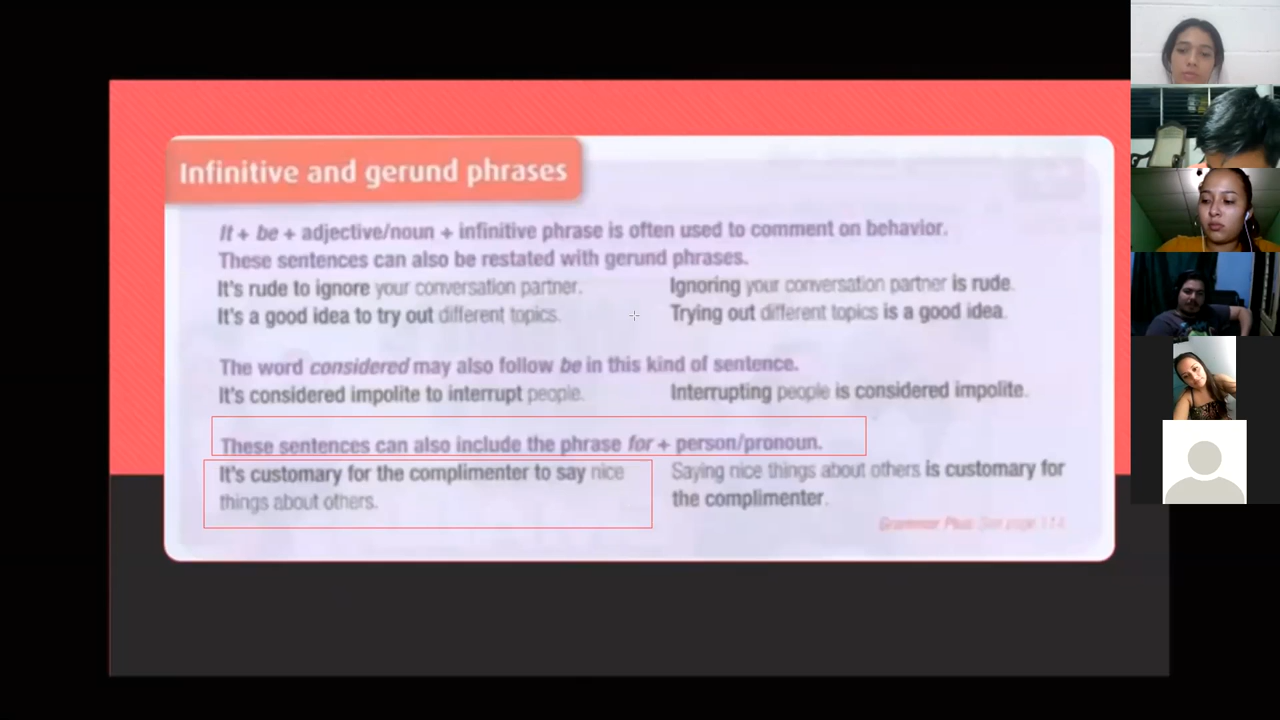 Infinitive and gerund phrases
It + be + adjective/noun + infinitive phrase is often used to comment on behavior.
These sentences can also be restated with gerund phrases.
It's rude to ignore your conversation partner.
Ignoring your conversation partner is rude.
It's a good idea to try out different topics.
Trying out different topics is a good idea.
The word considered may also follow be in this kind of sentence.
It's considered impolite to interrupt people.
Interrupting people is considered impolite.
These sentences can also include the phrase for + person/pronoun.
It's customary for the complimenter to say nice
things about others.
Saying nice things about others is customary for
the complimenter.
Grammar Plus: See page 114